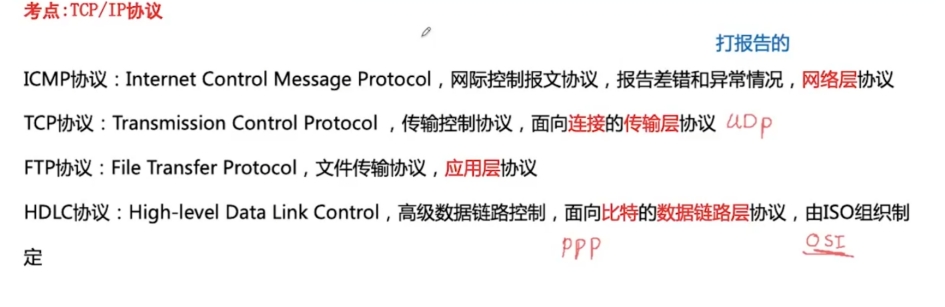 考点:TCP/IP协议
打报告的
ICMP协议：Internet Control Message Protocol，网际控制报文协议，报告差错和异常情况，网络层协议
TCP协议：Transmission Control Protocol ，传输控制协议，面向连接的传输层协议 UDp
FTP协议：File Transfer Protocol，文件传输协议，应用层协议
HDLC协议：High-level Data Link Control，高级数据链路控制，面向比特的数据链路层协议，由ISO组织制
定
PPP OSI